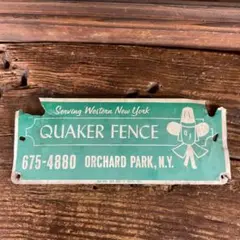 Serving Western New York
QUAKER FENCE
675-4880 ORCHARD PARK, N.Y.